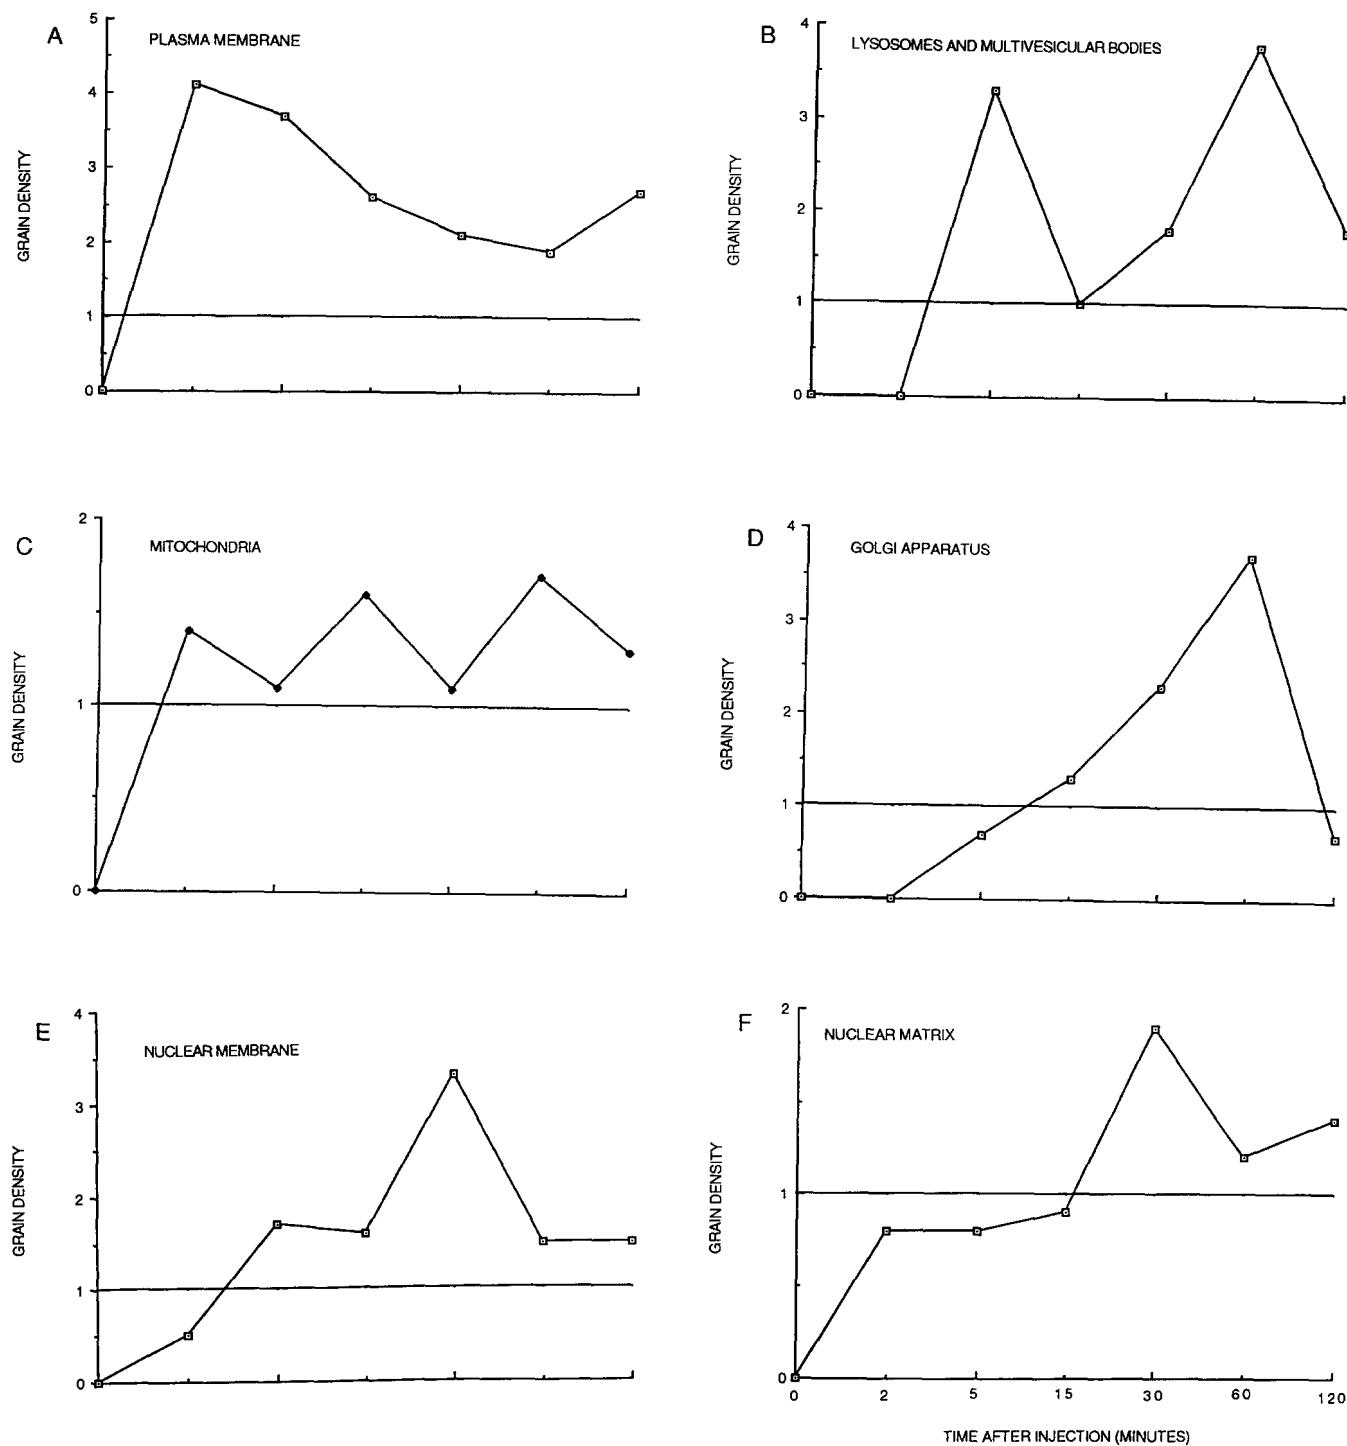 A
PLASMA MEMBRANE
5
4
3
2
1
0
GRAIN DENSITY
B
LYSOSOMES AND MULTIVESICULAR BODIES
4
3
2
1
0
GRAIN DENSITY
C
MITOCHONDRIA
2
1
0
GRAIN DENSITY
D
GOLGI APPARATUS
4
3
2
1
0
GRAIN DENSITY
E
NUCLEAR MEMBRANE
4
3
2
1
0
GRAIN DENSITY
F
NUCLEAR MATRIX
2
1
0
GRAIN DENSITY
0 2 5 15 30 60 120
TIME AFTER INJECTION (MINUTES)